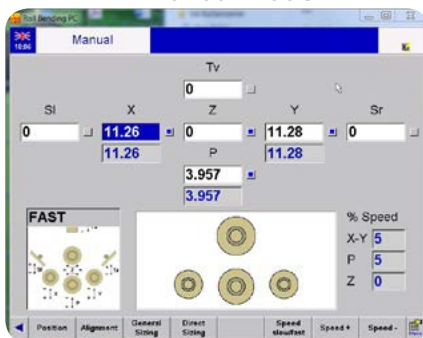 Roll Bending PC
Manual
Tv
0
Sl X Z Y Sr
0 11.26 0 11.28 0
11.26 P 11.28
3.957
3.957
FAST
% Speed
X-Y 5
P 5
Z 0
Position Alignment General Sizing Direct Sizing Speed slow/fast Speed+ Speed-